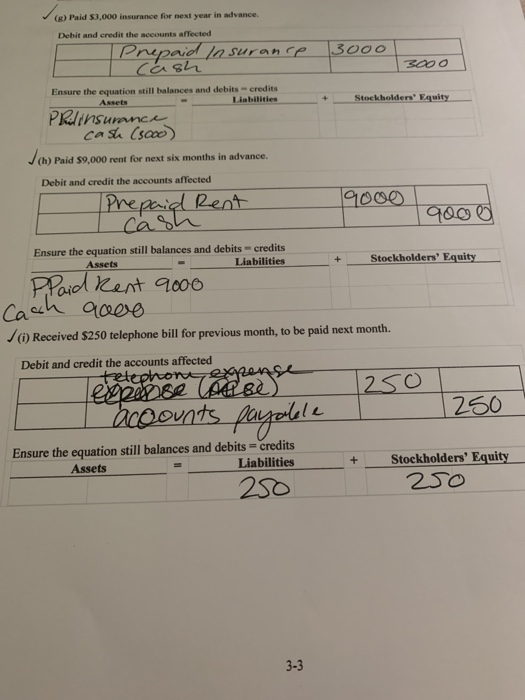 ✓(g) Paid $3,000 insurance for next year in advance.
Debit and credit the accounts affected
Prepaid Insurance 3000
Cash 3000
Ensure the equation still balances and debits = credits
Assets = Liabilities + Stockholders' Equity
PPdInsurance
Cash (3000)
✓(h) Paid $9,000 rent for next six months in advance.
Debit and credit the accounts affected
Prepaid Rent 9000
Cash 9000
Ensure the equation still balances and debits = credits
Assets = Liabilities + Stockholders' Equity
PPaid Rent 9000
Cash 9000
✓(i) Received $250 telephone bill for previous month, to be paid next month.
Debit and credit the accounts affected
telephone expense
expense 250
accounts payable 250
Ensure the equation still balances and debits = credits
Assets = Liabilities + Stockholders' Equity
250 250
3-3